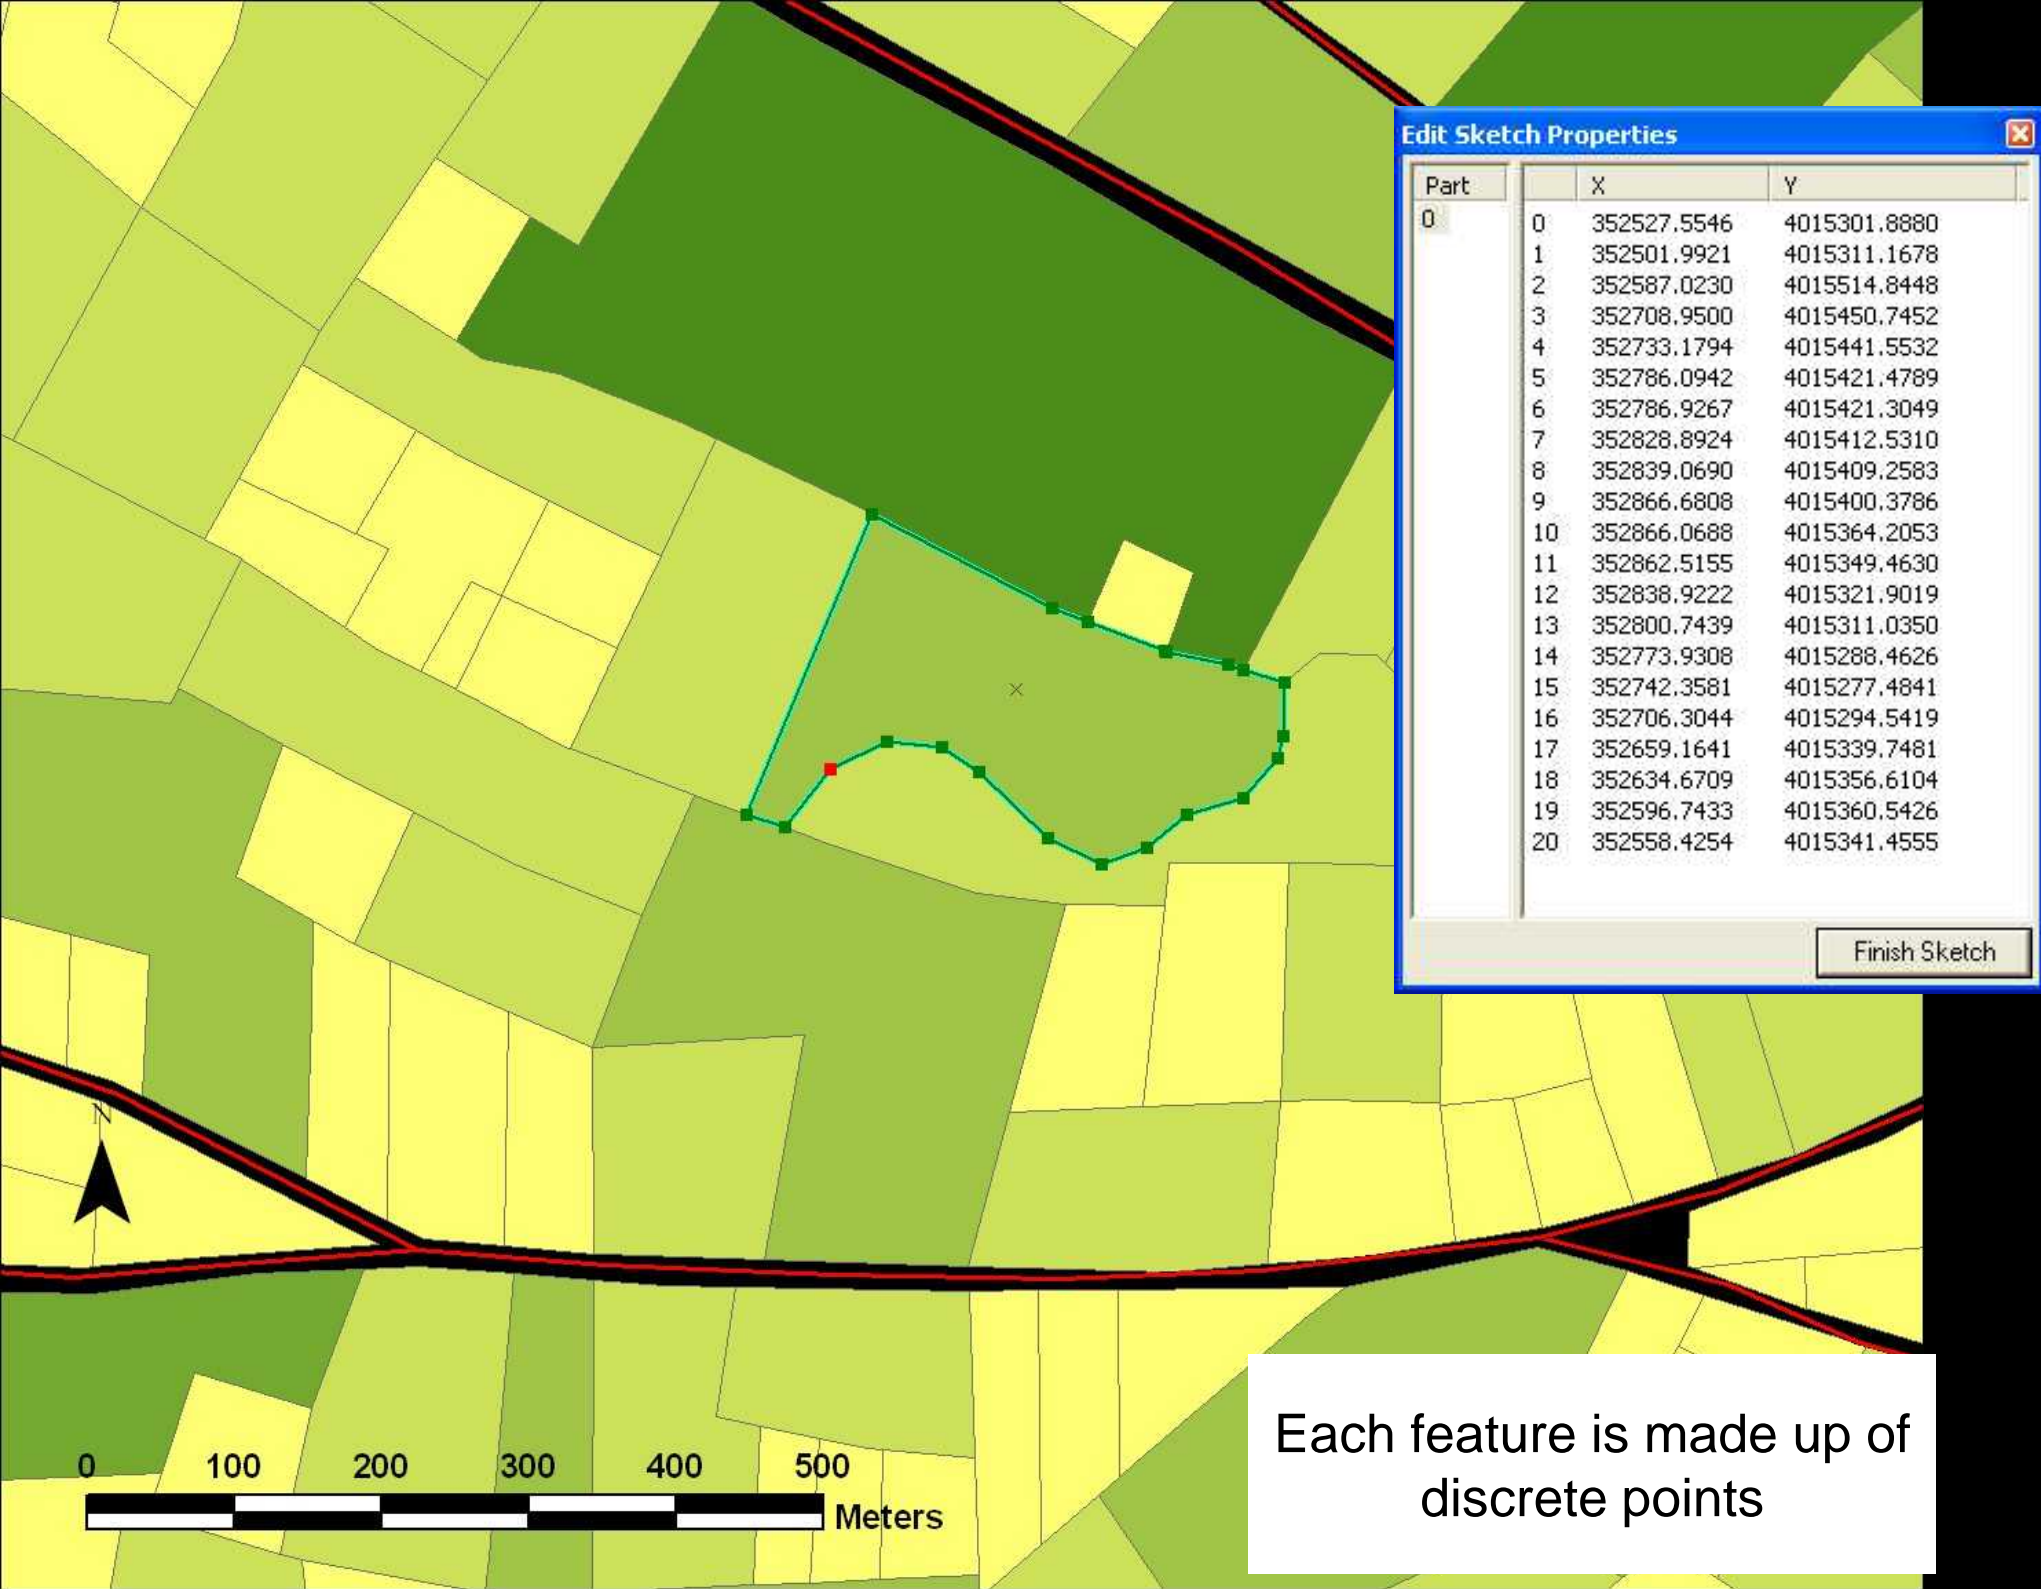 Edit Sketch Properties
Part X Y
0
0 352527.5546 4015301.8880
1 352501.9921 4015311.1678
2 352587.0230 4015514.8448
3 352708.9500 4015450.7452
4 352733.1794 4015441.5532
5 352786.0942 4015421.4789
6 352786.9267 4015421.3049
7 352828.8924 4015412.5310
8 352839.0690 4015409.2583
9 352866.6808 4015400.3786
10 352866.0688 4015364.2053
11 352862.5155 4015349.4630
12 352838.9222 4015321.9019
13 352800.7439 4015311.0350
14 352773.9308 4015288.4626
15 352742.3581 4015277.4841
16 352706.3044 4015294.5419
17 352659.1641 4015339.7481
18 352634.6709 4015356.6104
19 352596.7433 4015360.5426
20 352558.4254 4015341.4555
Finish Sketch
N
0 100 200 300 400 500
Meters
Each feature is made up of
discrete points